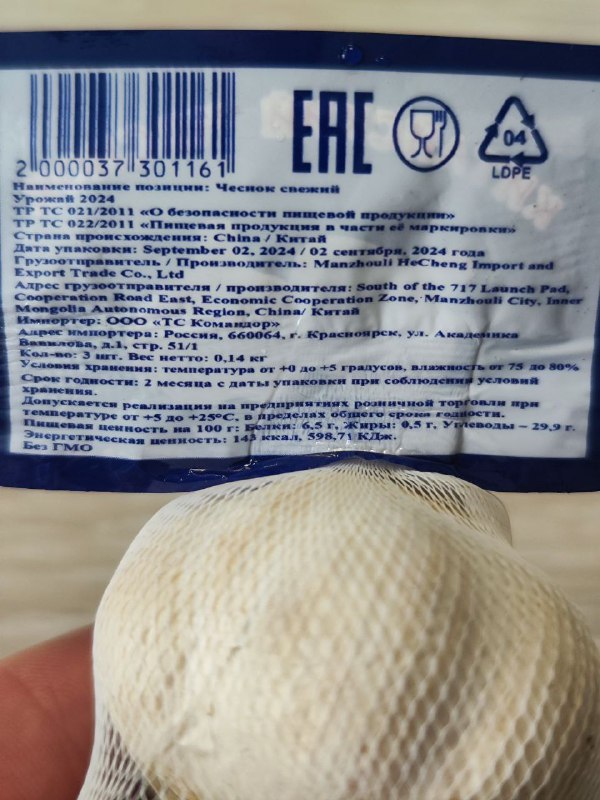 EAC
04
LDPE
2 000037 301161
Наименование позиции: Чеснок свежий
Урожай 2024
ТР ТС 021/2011 «О безопасности пищевой продукции»
ТР ТС 022/2011 «Пищевая продукция в части её маркировки»
Страна происхождения: China / Китай
Дата упаковки: September 02, 2024 / 02 сентября, 2024 года
Грузоотправитель / Производитель: Manzhouli HeCheng Import and
Export Trade Co., Ltd
Адрес грузоотправителя / производителя: South of the 717 Launch Pad,
Cooperation Road East, Economic Cooperation Zone, Manzhouli City, Inner
Mongolia Autonomous Region, China/ Китай
Импортер: ООО «ТС Командор»
Адрес импортера: Россия, 660064, г. Красноярск, ул. Академика
Вавилова, д.1, стр. 51/1
Кол-во: 3 шт. Вес нетто: 0,14 кг
Условия хранения: температура от +0 до +5 градусов, влажность от 75 до 80%
Срок годности: 2 месяца с даты упаковки при соблюдении условий
хранения.
Допускается реализация на предприятиях розничной торговли при
температуре от +5 до +25°C, в пределах общего срока годности.
Пищевая ценность на 100 г: Белки: 6,5 г, Жиры: 0,5 г, Углеводы – 29,9 г.
Энергетическая ценность: 143 ккал, 598,71 КДж.
Без ГМО